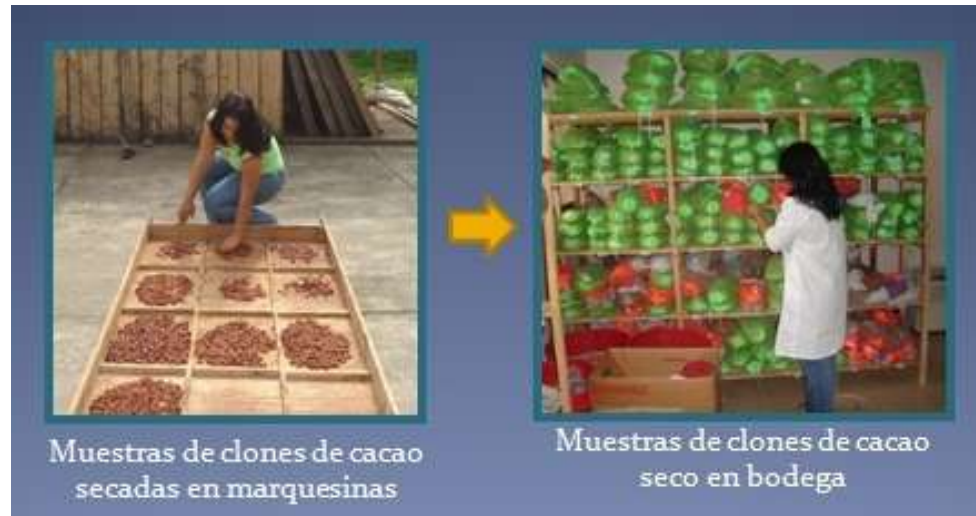 Muestras de clones de cacao
secadas en marquesinas
Muestras de clones de cacao
seco en bodega